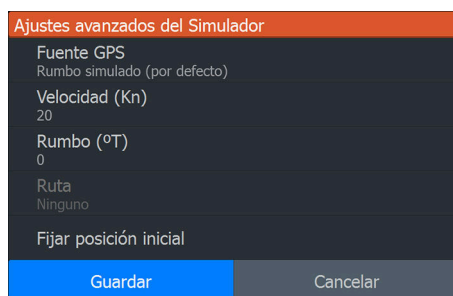 Ajustes avanzados del Simulador
Fuente GPS
Rumbo simulado (por defecto)
Velocidad (Kn)
20
Rumbo (ºT)
0
Ruta
Ninguno
Fijar posición inicial
Guardar
Cancelar